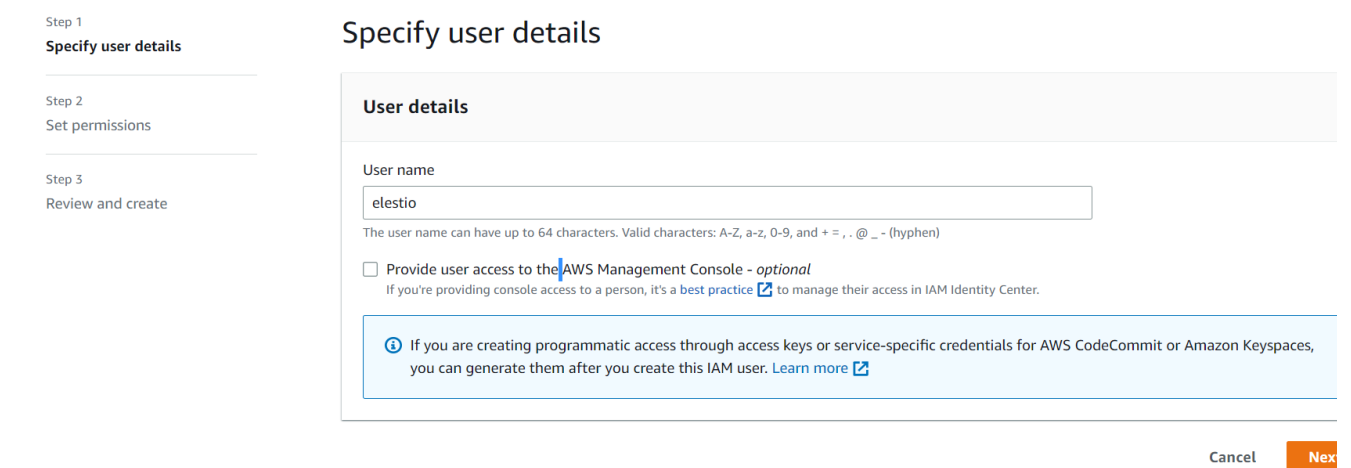 Step 1
Specify user details
Step 2
Set permissions
Step 3
Review and create
Specify user details
User details
User name
elestio
The user name can have up to 64 characters. Valid characters: A-Z, a-z, 0-9, and + = , . @ _ - (hyphen)
Provide user access to the AWS Management Console - optional
If you're providing console access to a person, it's a best practice to manage their access in IAM Identity Center.
If you are creating programmatic access through access keys or service-specific credentials for AWS CodeCommit or Amazon Keyspaces,
you can generate them after you create this IAM user. Learn more
Cancel
Nex